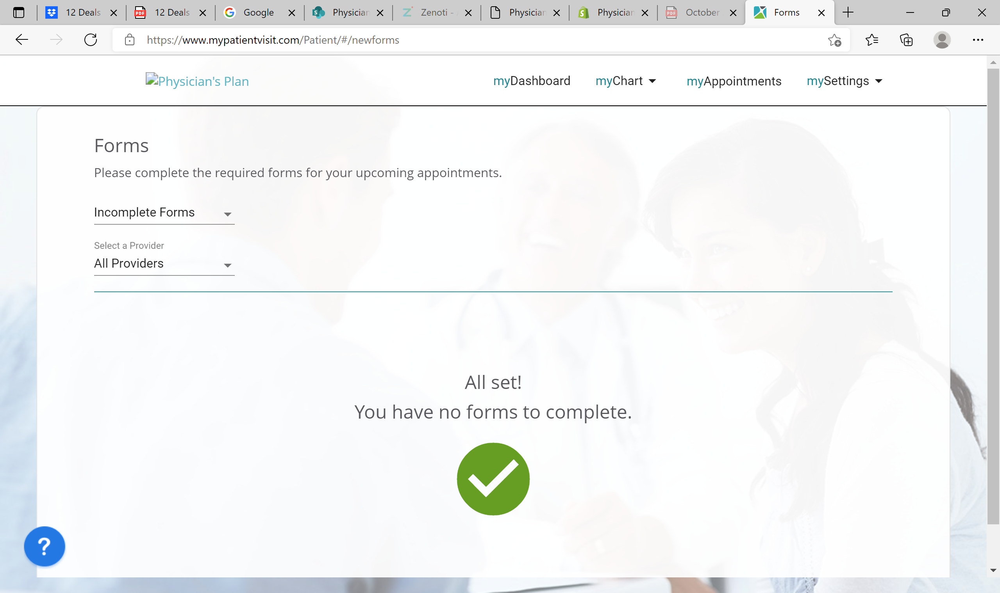 12 Deals
12 Deals
Google
Physician
Zenoti -
Physician
Physician
October
Forms
https://www.mypatientvisit.com/Patient/#/newforms
Physician's Plan
myDashboard
myChart
myAppointments
mySettings
Forms
Please complete the required forms for your upcoming appointments.
Incomplete Forms
Select a Provider
All Providers
All set!
You have no forms to complete.
?